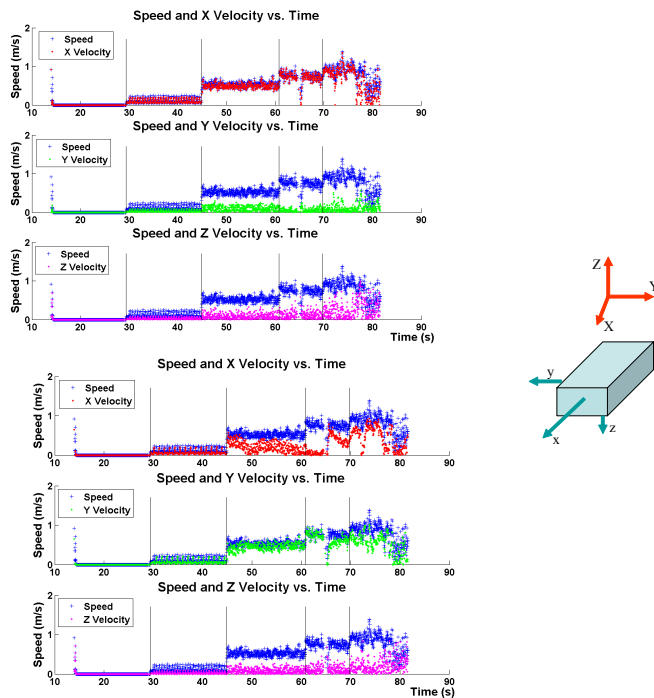 Speed and X Velocity vs. Time
Speed (m/s)
2
1
0
Speed
X Velocity
10 20 30 40 50 60 70 80 90
Speed and Y Velocity vs. Time
Speed (m/s)
2
1
0
Speed
Y Velocity
10 20 30 40 50 60 70 80 90
Speed and Z Velocity vs. Time
Speed (m/s)
2
1
0
Speed
Z Velocity
10 20 30 40 50 60 70 80 90
Time (s)
Z
Y
X
y
x
z
Speed and X Velocity vs. Time
Speed (m/s)
2
1
0
Speed
X Velocity
10 20 30 40 50 60 70 80 90
Speed and Y Velocity vs. Time
Speed (m/s)
2
1
0
Speed
Y Velocity
10 20 30 40 50 60 70 80 90
Speed and Z Velocity vs. Time
Speed (m/s)
2
1
0
Speed
Z Velocity
10 20 30 40 50 60 70 80 90
Time (s)